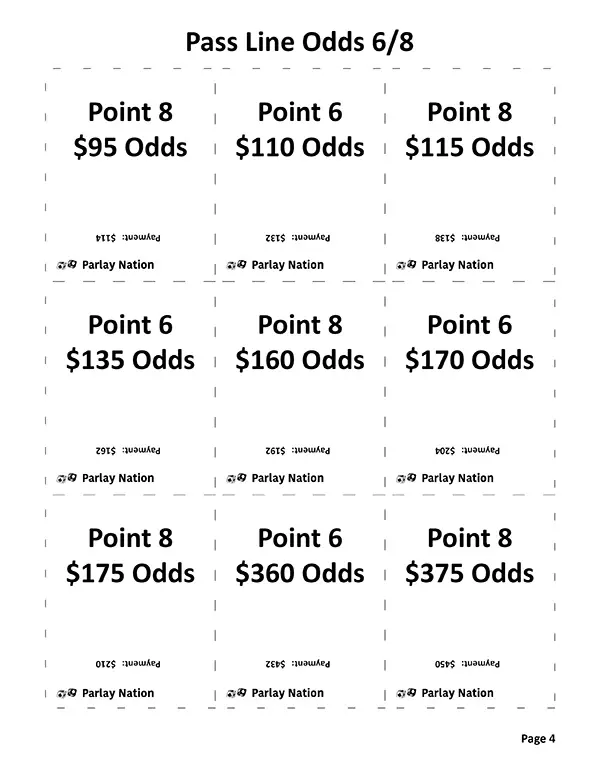 Pass Line Odds 6/8
Point 8
$95 Odds
Payment: $114
Parlay Nation
Point 6
$110 Odds
Payment: $132
Parlay Nation
Point 8
$115 Odds
Payment: $138
Parlay Nation
Point 6
$135 Odds
Payment: $162
Parlay Nation
Point 8
$160 Odds
Payment: $192
Parlay Nation
Point 6
$170 Odds
Payment: $204
Parlay Nation
Point 8
$175 Odds
Payment: $210
Parlay Nation
Point 6
$360 Odds
Payment: $432
Parlay Nation
Point 8
$375 Odds
Payment: $450
Parlay Nation
Page 4